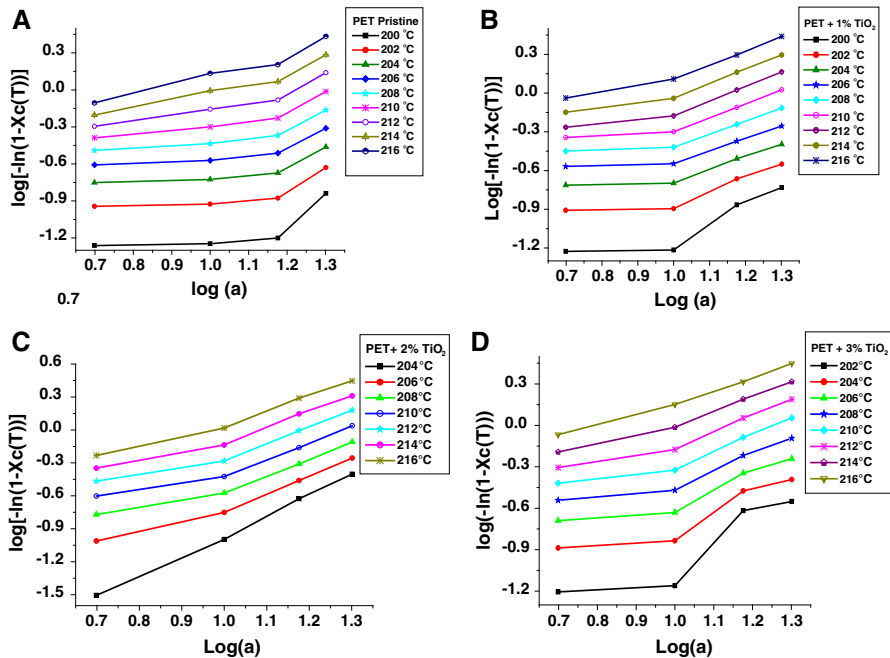 A
log[-ln(1-Xc(T))]
0.3
0.0
-0.3
-0.6
-0.9
-1.2
0.7 0.8 0.9 1.0 1.1 1.2 1.3
log (a)
0.7
PET Pristine
200 °C
202 °C
204 °C
206 °C
208 °C
210 °C
212 °C
214 °C
216 °C
B
Log[-ln(1-Xc(T))]
0.3
0.0
-0.3
-0.6
-0.9
-1.2
0.7 0.8 0.9 1.0 1.1 1.2 1.3
Log (a)
PET + 1% TiO₂
200 °C
202 °C
204 °C
206 °C
208 °C
210 °C
212 °C
214 °C
216 °C
C
log[-ln(1-Xc(T))]
0.6
0.3
0.0
-0.3
-0.6
-0.9
-1.2
-1.5
0.7 0.8 0.9 1.0 1.1 1.2 1.3
Log(a)
PET+ 2% TiO₂
204°C
206°C
208°C
210°C
212°C
214°C
216°C
D
log(-ln(1-Xc(T)))
0.3
0.0
-0.3
-0.6
-0.9
-1.2
0.7 0.8 0.9 1.0 1.1 1.2 1.3
Log(a)
PET + 3% TiO₂
202°C
204°C
206°C
208°C
210°C
212°C
214°C
216°C